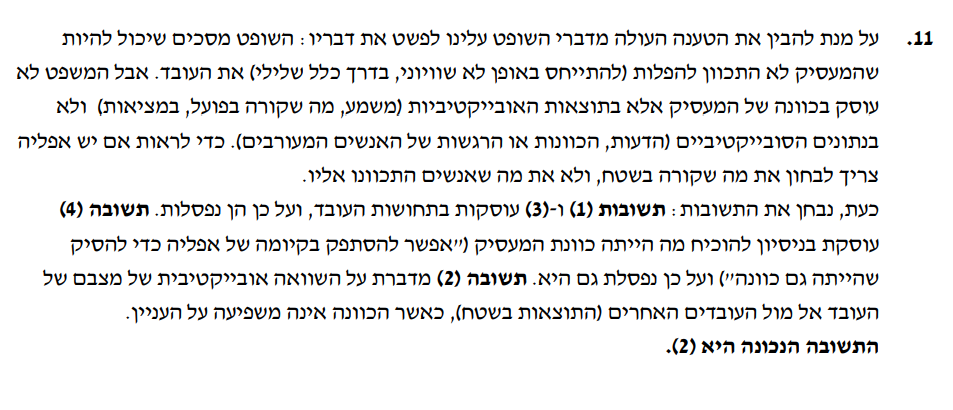 11. על מנת להבין את הטענה העולה מדברי השופט עלינו לפשט את דבריו: השופט מסכים שיכול להיות
שהמעסיק לא התכוון להפלות (להתייחס באופן לא שוויוני, בדרך כלל שלילי) את העובד. אבל המשפט לא
עוסק בכוונה של המעסיק אלא בתוצאות האובייקטיביות (משמע, מה שקורה בפועל, במציאות) ולא
בנתונים הסובייקטיביים (הדעות, הכוונות או הרגשות של האנשים המעורבים). כדי לראות אם יש אפליה
צריך לבחון את מה שקורה בשטח, ולא את מה שאנשים התכוונו אליו.
כעת, נבחן את התשובות: תשובות (1) ו-(3) עוסקות בתחושות העובד, ועל כן הן נפסלות. תשובה (4)
עוסקת בניסיון להוכיח מה הייתה כוונת המעסיק ("אפשר להסתפק בקיומה של אפליה כדי להסיק
שהייתה גם כוונה") ועל כן נפסלת גם היא. תשובה (2) מדברת על השוואה אובייקטיבית של מצבם של
העובד אל מול העובדים האחרים (התוצאות בשטח), כאשר הכוונה אינה משפיעה על העניין.
התשובה הנכונה היא (2).